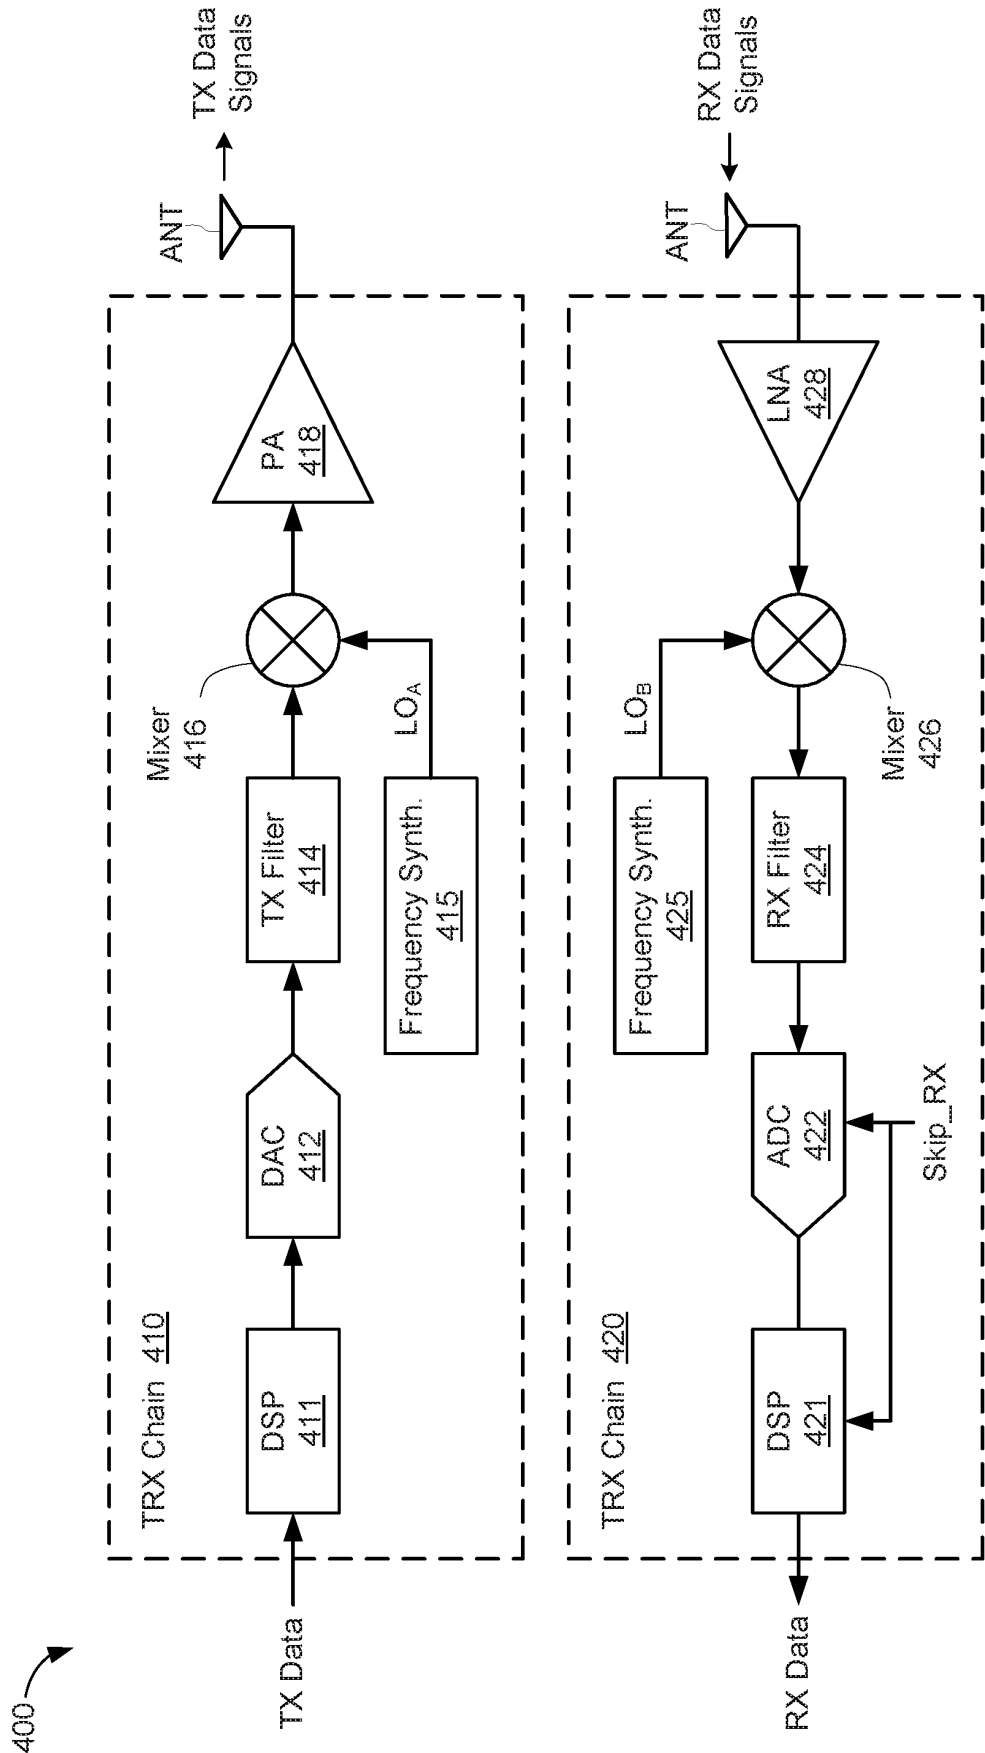 400
TRX Chain 410
TX Data
DSP
411
DAC
412
TX Filter
414
Mixer
416
Frequency Synth.
415
LO_A
PA
418
ANT
TX Data
Signals
TRX Chain 420
RX Data
DSP
421
ADC
422
Skip_RX
RX Filter
424
Frequency Synth.
425
LO_B
Mixer
426
LNA
428
ANT
RX Data
Signals